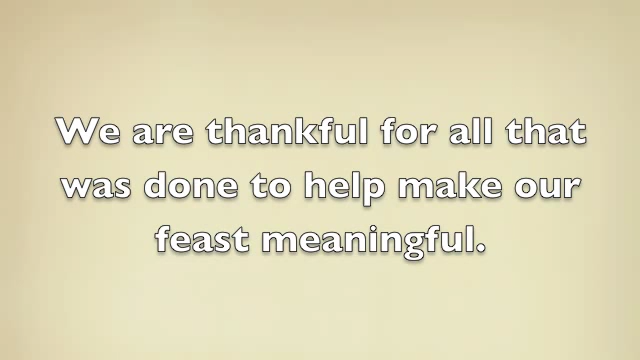 We are thankful for all that
was done to help make our
feast meaningful.